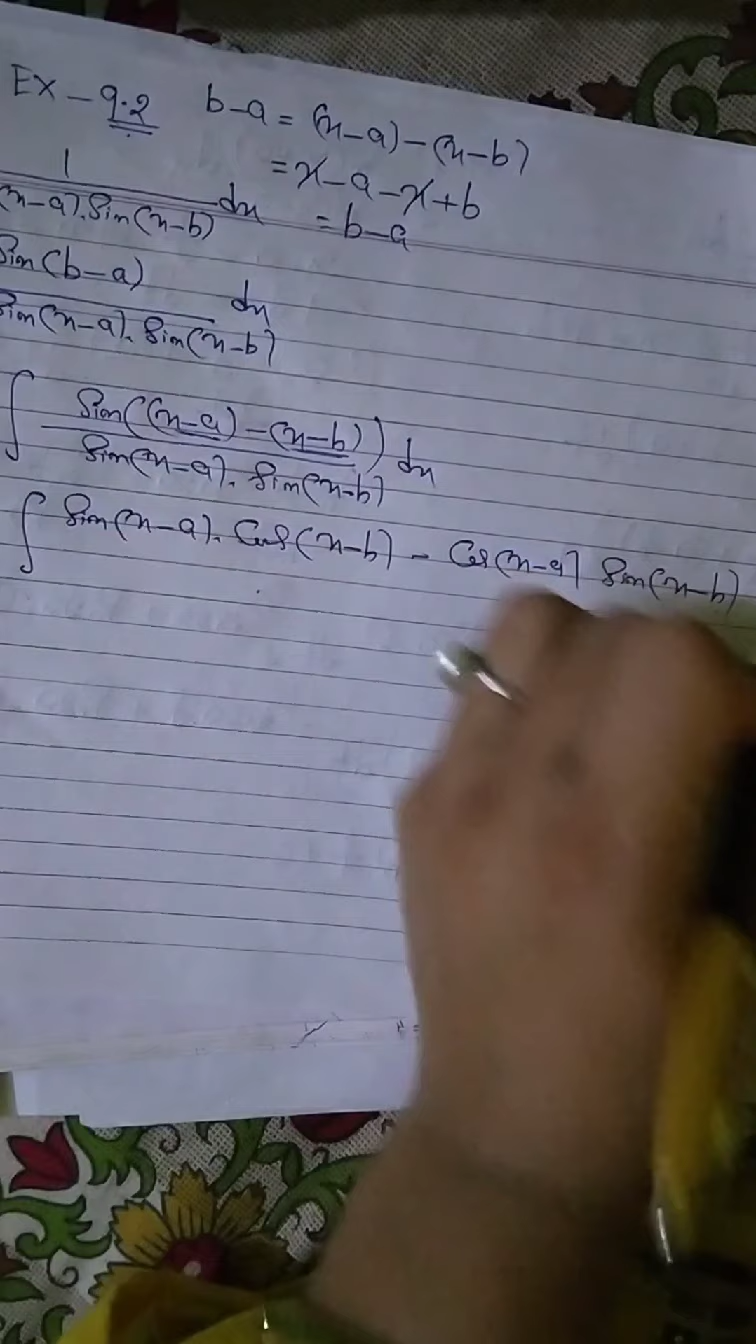 Ex - 9.2 b-a = (x-a)-(x-b)
= x-a-x+b
= b-a
1
(x-a).Sin(x-b) dx
Sin(b-a)
Sin(x-a).Sin(x-b) dx
∫ Sin((x-a)-(x-b))
Sin(x-a).Sin(x-b) dx
∫ Sin(x-a).Cos(x-b) - Cos(x-a) Sin(x-b)